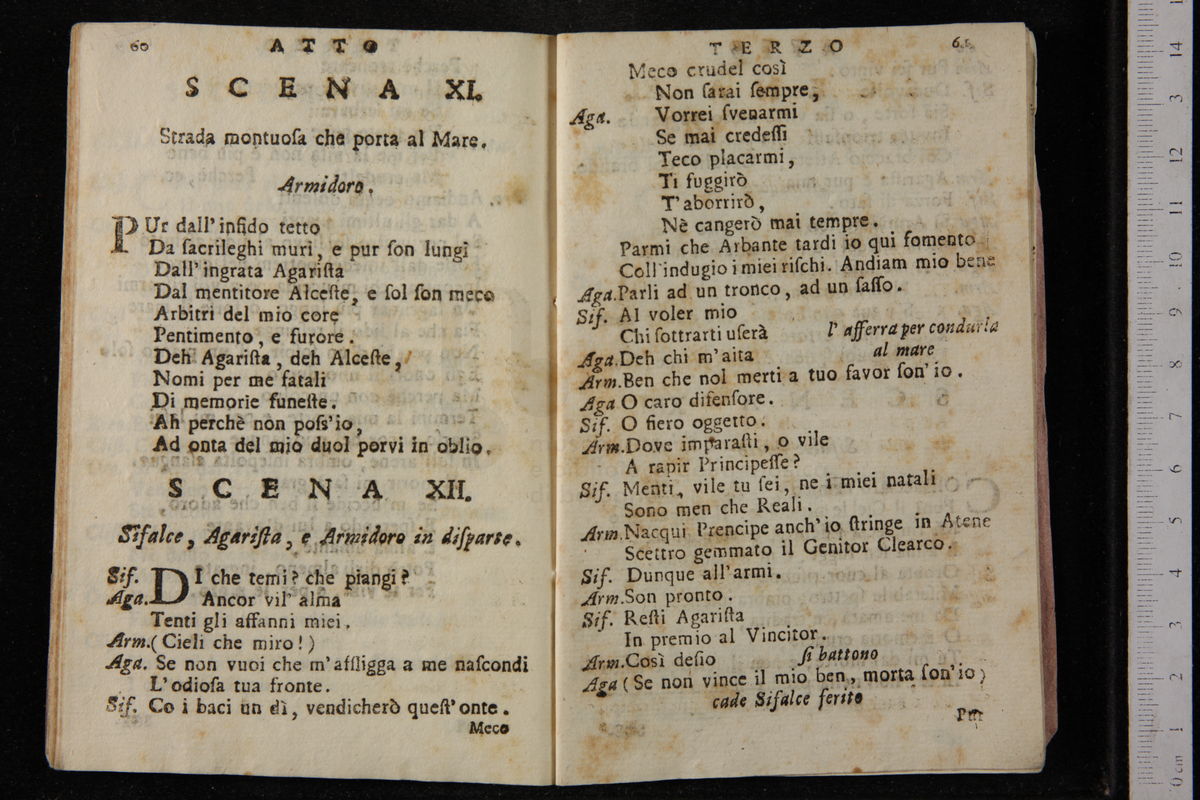 60 ATTO
SCENA XI.
Strada montuoſa che porta al Mare.
Armidoro.
PUr dall' infido tetto
Da ſacrileghi muri, e pur ſon lungi
Dall' ingrata Agariſta
Dal mentitore Alceſte, e ſol ſon meco
Arbitri del mio core
Pentimento, e furore.
Deh Agariſta, deh Alceſte,
Nomi per me fatali
Di memorie funeſte.
Ah perchè non poſs'io,
Ad onta del mio duol porvi in oblio.
SCENA XII.
Sifalce, Agariſta, e Armidoro in diſparte.
Sif. DI che temi? che piangi?
Aga. Ancor vil' alma
Tenti gli affanni miei.
Arm. (Cieli che miro!)
Aga. Se non vuoi che m'affligga a me naſcondi
L'odioſa tua fronte.
Sif. Co i baci un dì, vendicherò queſt'onte.
Meco
TERZO 61
Meco crudel così
Non ſarai ſempre,
Aga. Vorrei ſvenarmi
Se mai credeſſi
Teco placarmi,
Ti fuggirò
T'aborrirò,
Nè cangerò mai tempre.
Parmi che Arbante tardi io qui fomento
Coll'indugio i miei riſchi. Andiam mio bene
Aga. Parli ad un tronco, ad un ſaſſo.
Sif. Al voler mio
Chi ſottrarti uſerà l' afferra per condurla
Aga. Deh chi m'aita al mare
Arm. Ben che nol merti a tuo favor ſon' io.
Aga O caro difenſore.
Sif. O fiero oggetto.
Arm. Dove imparaſti, o vile
A rapir Principeſſe?
Sif. Menti, vile tu ſei, ne i miei natali
Sono men che Reali.
Arm. Nacqui Prencipe anch'io ſtringe in Atene
Scettro gemmato il Genitor Clearco.
Sif. Dunque all'armi.
Arm. Son pronto.
Sif. Reſti Agariſta
In premio al Vincitor.
Arm. Così deſio ſi battono
Aga (Se non vince il mio ben, morta ſon'io)
cade Sifalce ferito